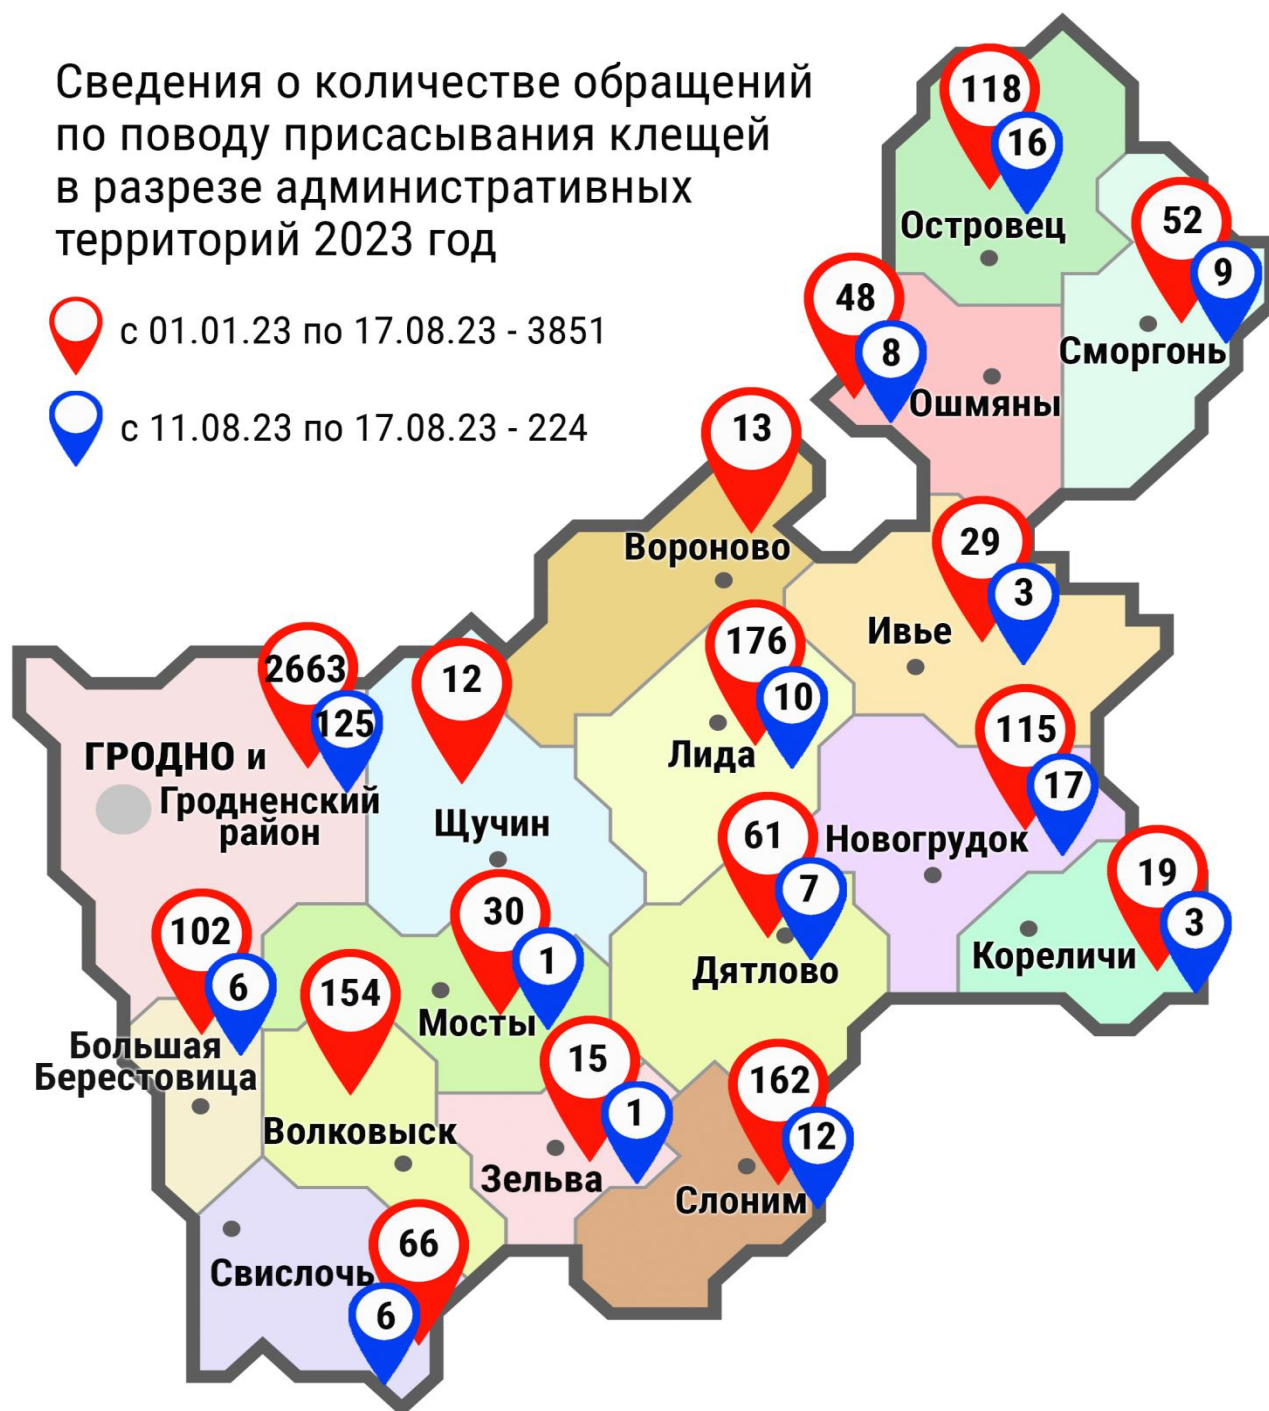 Сведения о количестве обращений
по поводу присасывания клещей
в разрезе административных
территорий 2023 год
с 01.01.23 по 17.08.23 - 3851
с 11.08.23 по 17.08.23 - 224
118
16
Островец
52
9
Сморгонь
48
8
Ошмяны
13
Вороново
29
3
Ивье
2663
125
ГРОДНО и
Гродненский
район
12
Щучин
176
10
Лида
115
17
Новогрудок
61
7
Дятлово
19
3
Кореличи
102
6
Большая
Берестовица
154
Волковыск
30
1
Мосты
15
1
Зельва
162
12
Слоним
66
6
Свислочь